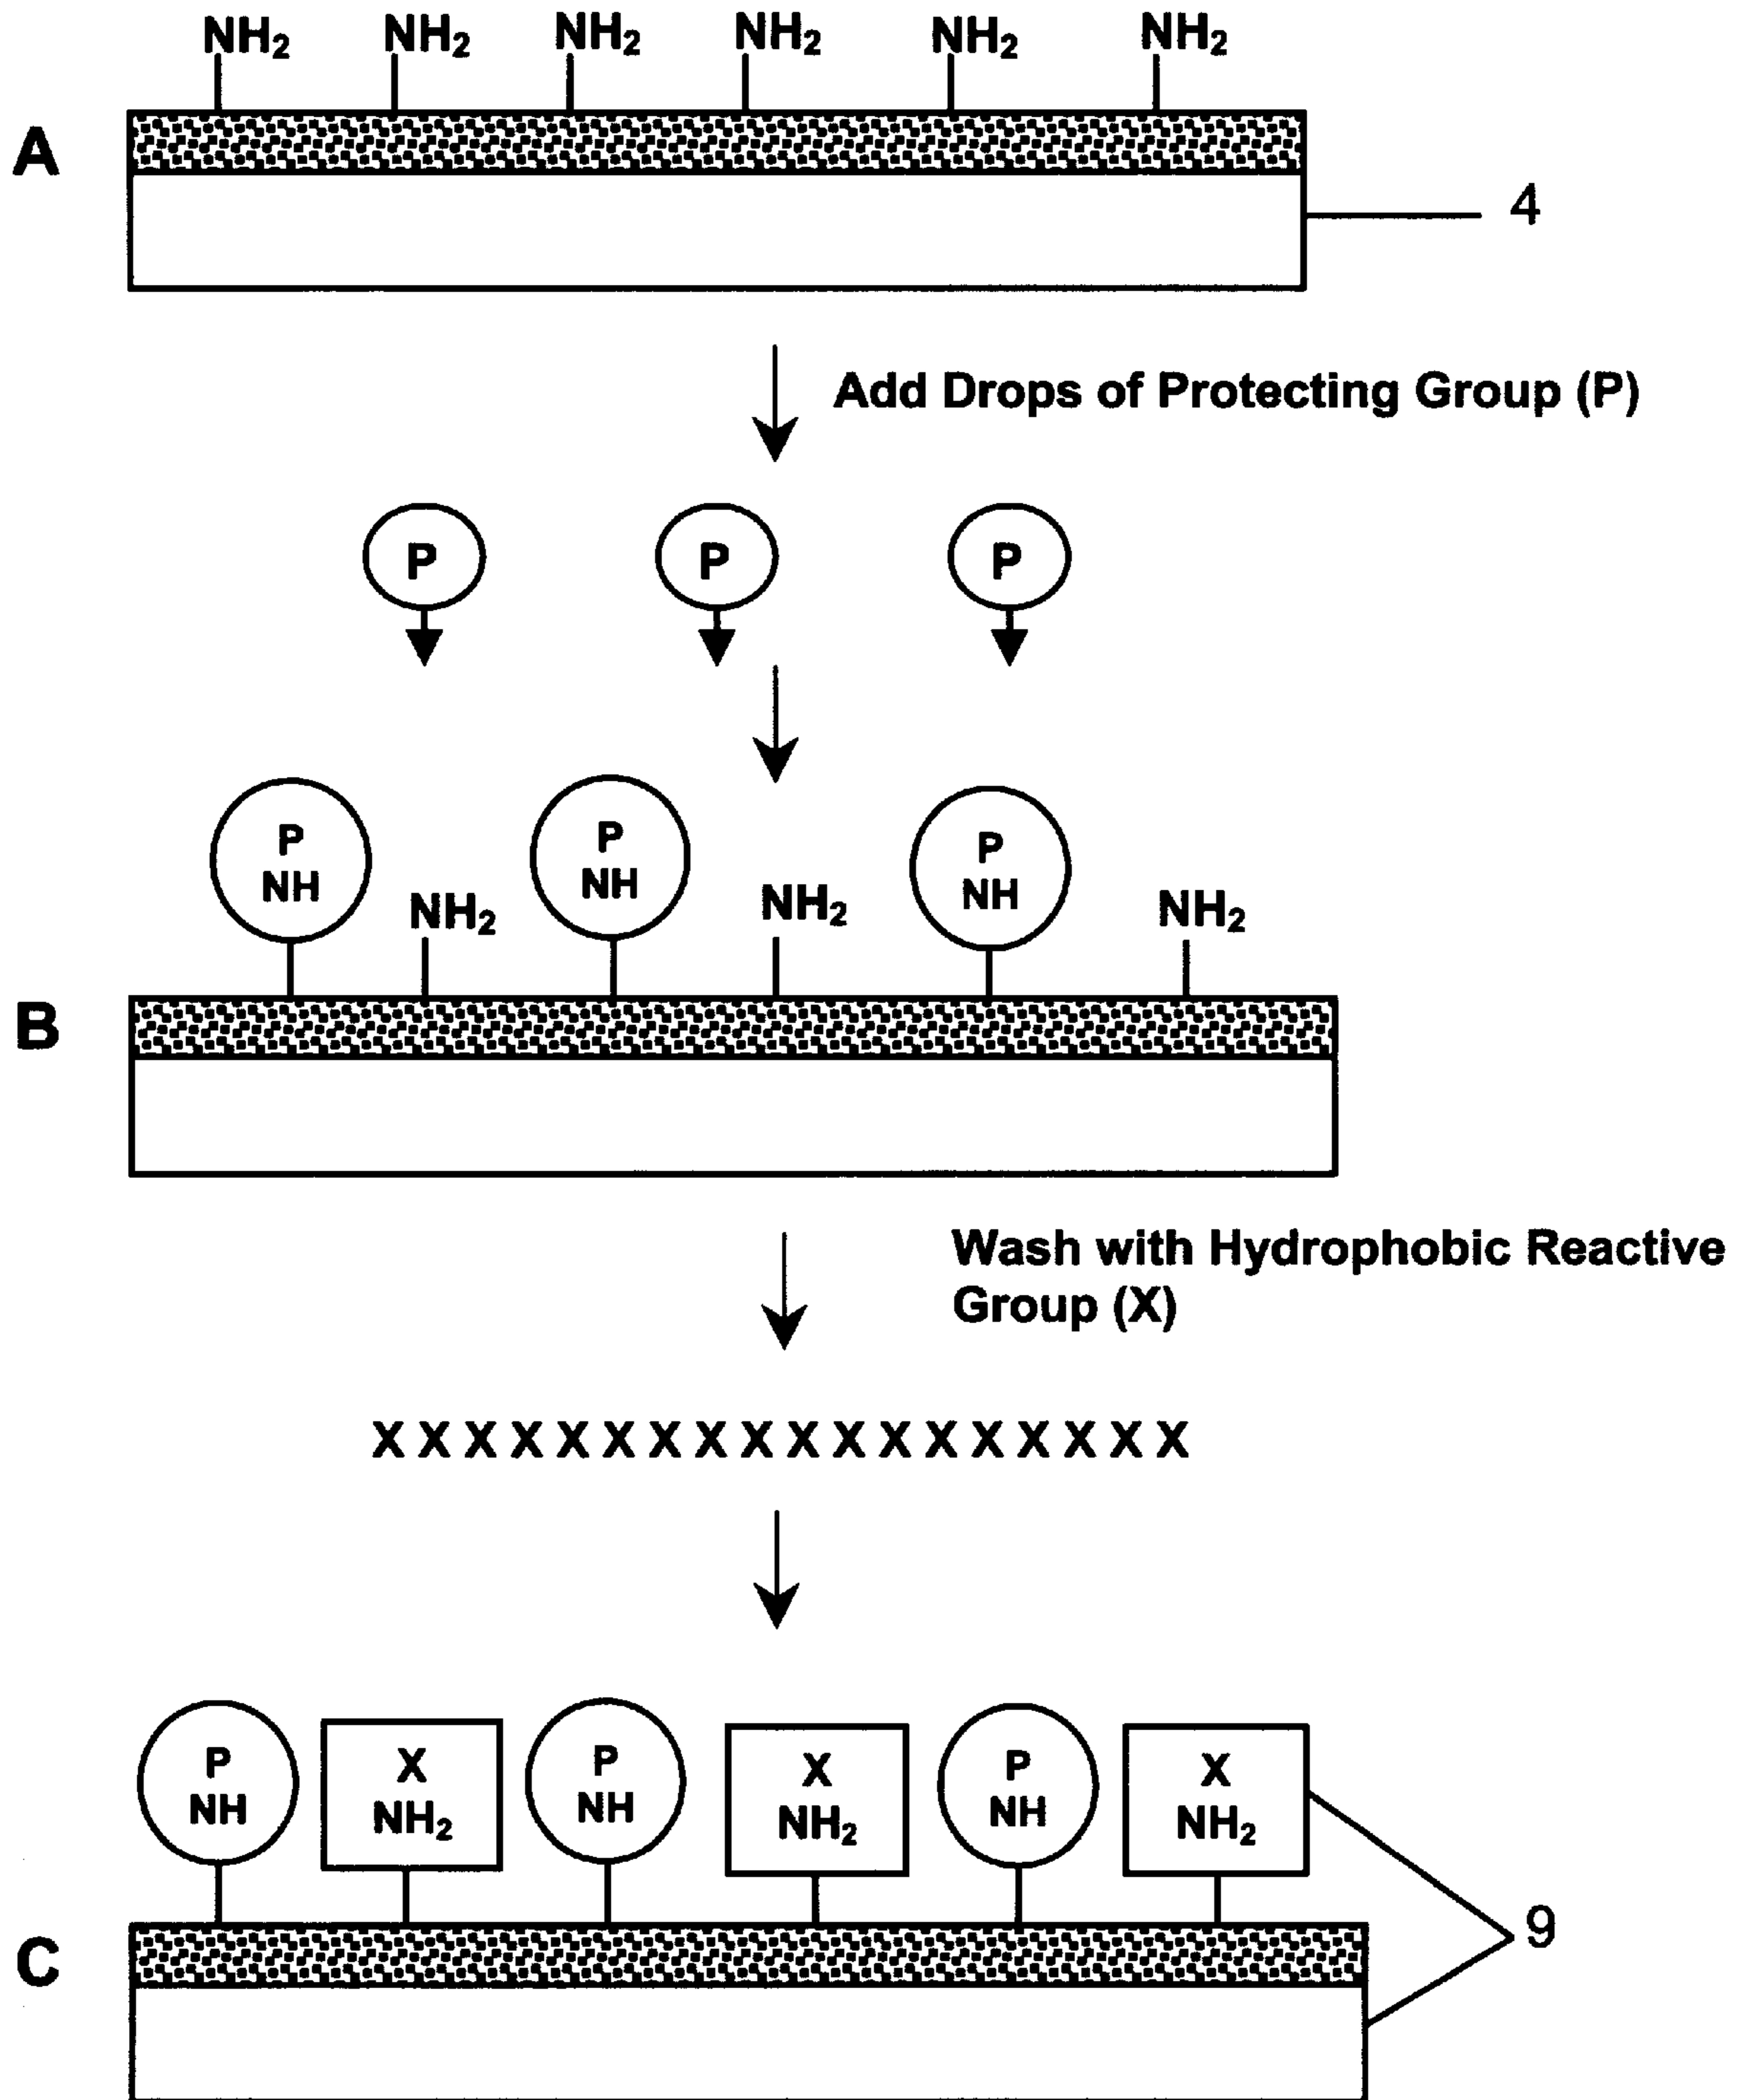 NH₂ NH₂ NH₂ NH₂ NH₂ NH₂
A
4
Add Drops of Protecting Group (P)
P P P
P P P
NH NH₂ NH NH₂ NH NH₂
B
Wash with Hydrophobic Reactive
Group (X)
X X X X X X X X X X X X X X X X X X
P X P X P X
NH NH₂ NH NH₂ NH NH₂
9
C